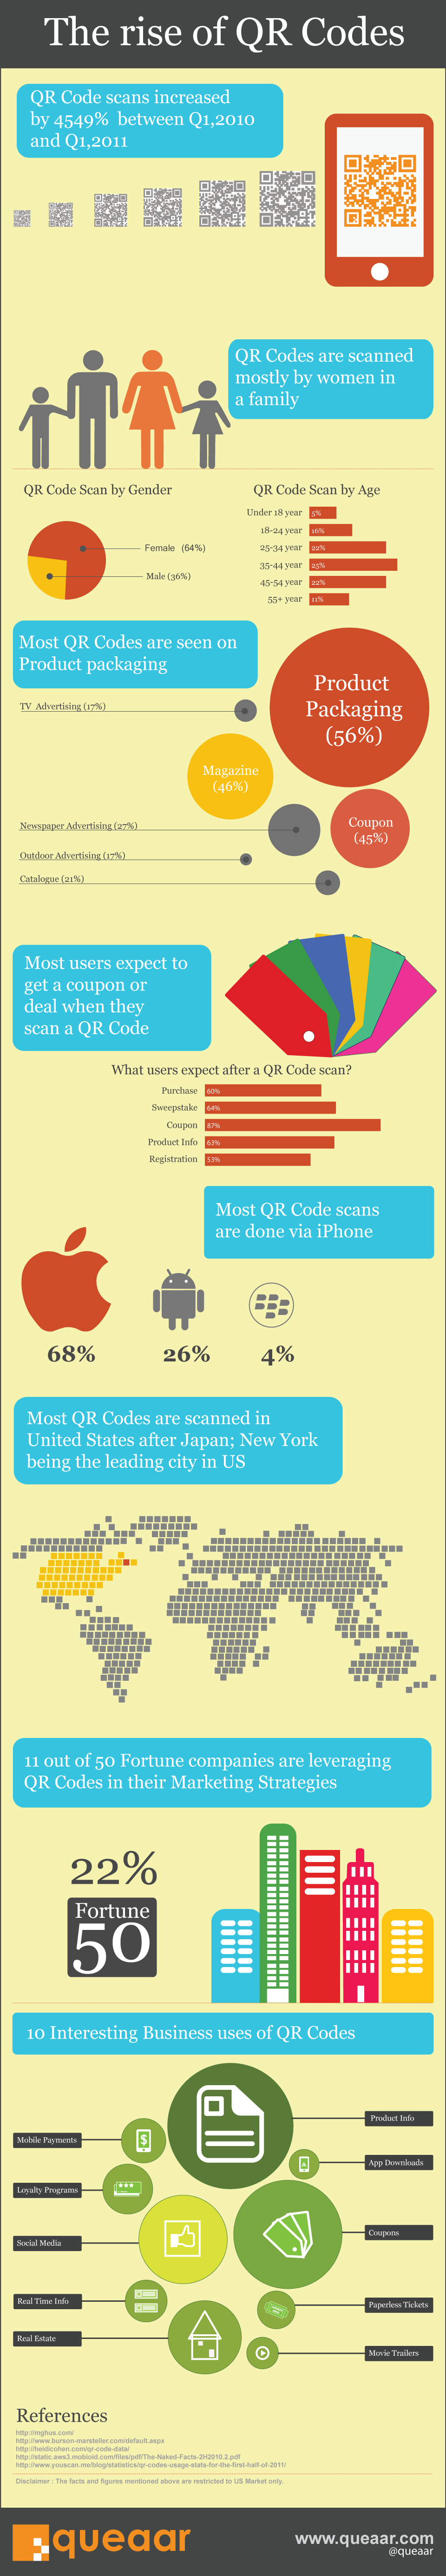 The rise of QR Codes
QR Code scans increased
by 4549%  between Q1,2010
and Q1,2011
QR Codes are scanned
mostly by women in
a family
QR Code Scan by Gender
Female  (64%)
Male (36%)
QR Code Scan by Age
Under 18 year 5%
18-24 year 16%
25-34 year 22%
35-44 year 25%
45-54 year 22%
55+ year 11%
Most QR Codes are seen on
Product packaging
Product
Packaging
(56%)
TV  Advertising (17%)
Magazine
(46%)
Coupon
(45%)
Newspaper Advertising (27%)
Outdoor Advertising (17%)
Catalogue (21%)
Most users expect to
get a coupon or
deal when they
scan a QR Code
What users expect after a QR Code scan?
Purchase 60%
Sweepstake 64%
Coupon 87%
Product Info 63%
Registration 53%
Most QR Code scans
are done via iPhone
68%
26%
4%
Most QR Codes are scanned in
United States after Japan; New York
being the leading city in US
11 out of 50 Fortune companies are leveraging
QR Codes in their Marketing Strategies
22%
Fortune
50
10 Interesting Business uses of QR Codes
Product Info
Mobile Payments
$
App Downloads
A
Loyalty Programs
Coupons
Social Media
Real Time Info
Paperless Tickets
Real Estate
Movie Trailers
References
http://mghus.com/
http://www.burson-marsteller.com/default.aspx
http://heidicohen.com/qr-code-data/
http://static.aws3.mobioid.com/files/pdf/The-Naked-Facts-2H2010.2.pdf
http://www.youscan.me/blog/statistics/qr-codes-usage-stats-for-the-first-half-of-2011/
Disclaimer : The facts and figures mentioned above are restricted to US Market only.
queaar
www.queaar.com
@queaar